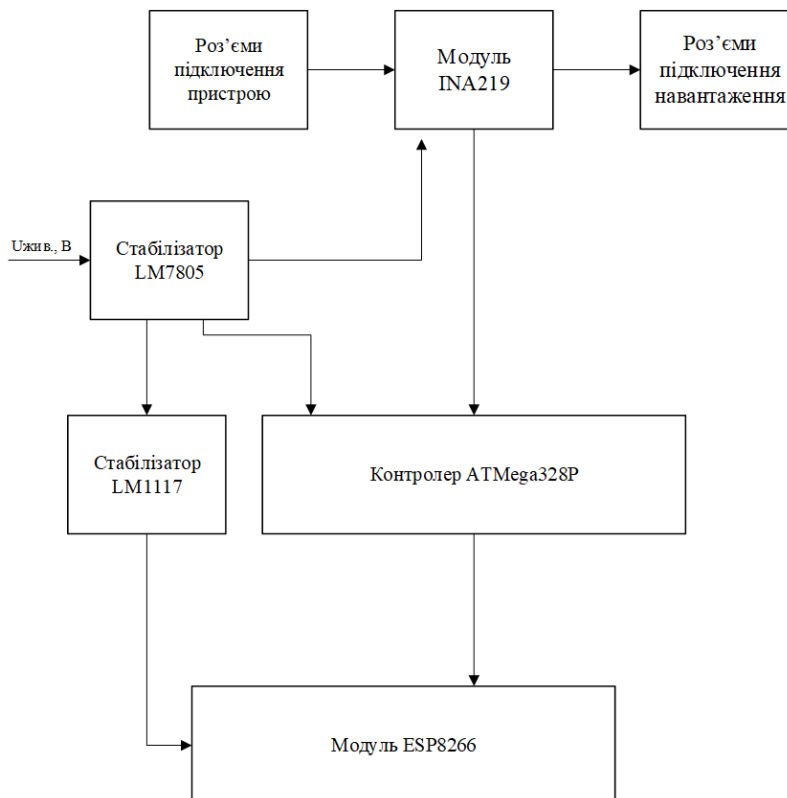 Роз’єми
підключення
пристрою
Модуль
INA219
Роз’єми
підключення
навантаження
Uжив., В
Стабілізатор
LM7805
Стабілізатор
LM1117
Контролер ATMega328P
Модуль ESP8266